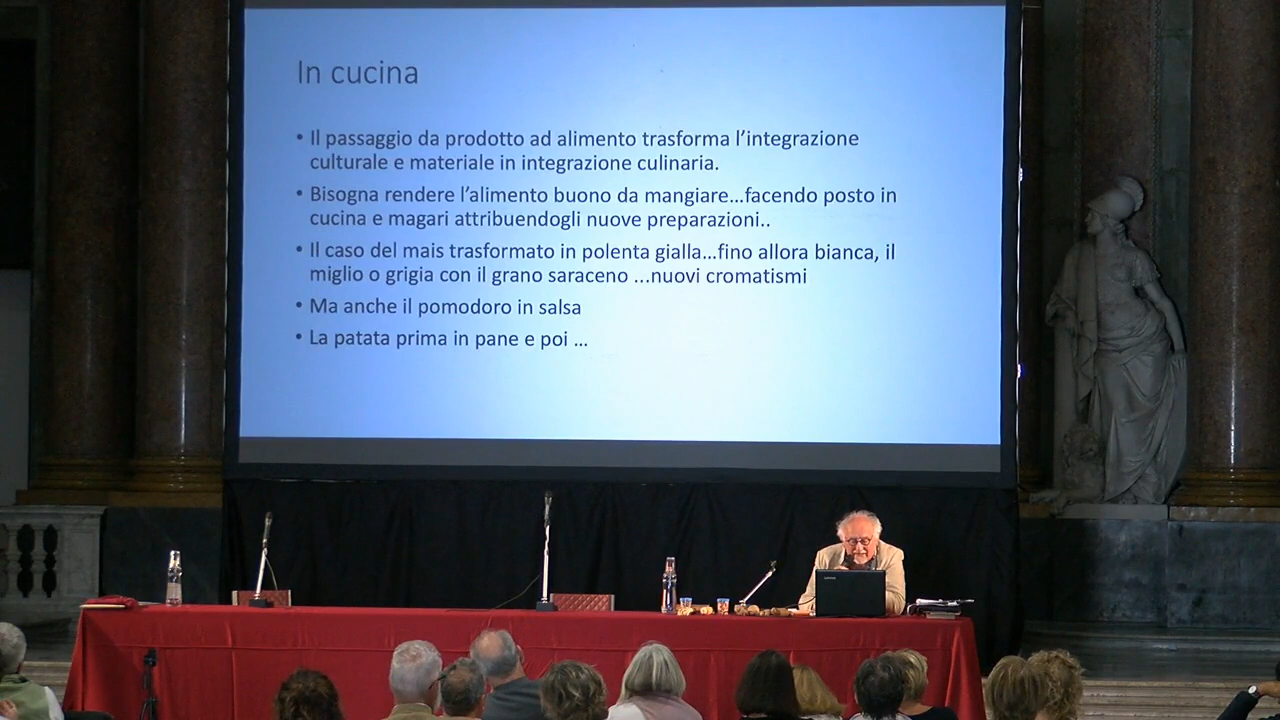 In cucina
• Il passaggio da prodotto ad alimento trasforma l'integrazione
culturale e materiale in integrazione culinaria.
• Bisogna rendere l'alimento buono da mangiare...facendo posto in
cucina e magari attribuendogli nuove preparazioni..
• Il caso del mais trasformato in polenta gialla...fino allora bianca, il
miglio o grigia con il grano saraceno ...nuovi cromatismi
• Ma anche il pomodoro in salsa
• La patata prima in pane e poi ...